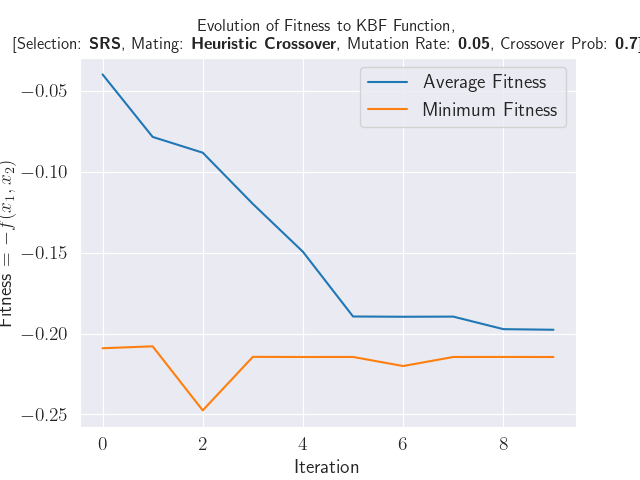 Evolution of Fitness to KBF Function,
[Selection: SRS, Mating: Heuristic Crossover, Mutation Rate: 0.05, Crossover Prob: 0.7]
Average Fitness
Minimum Fitness
Fitness = −f(x₁, x₂)
−0.05
−0.10
−0.15
−0.20
−0.25
0 2 4 6 8
Iteration